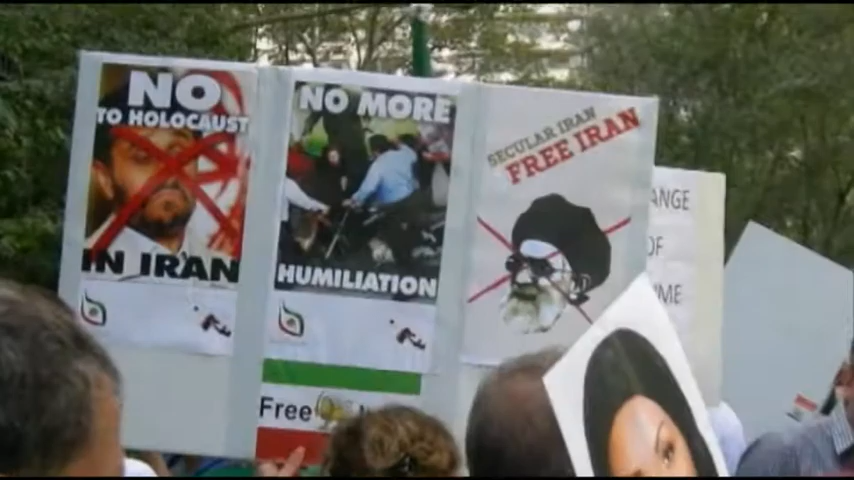 NO
TO HOLOCAUST
IN IRAN
NO MORE
HUMILIATION
SECULAR IRAN
FREE IRAN
Free
ANGE
OF
ME